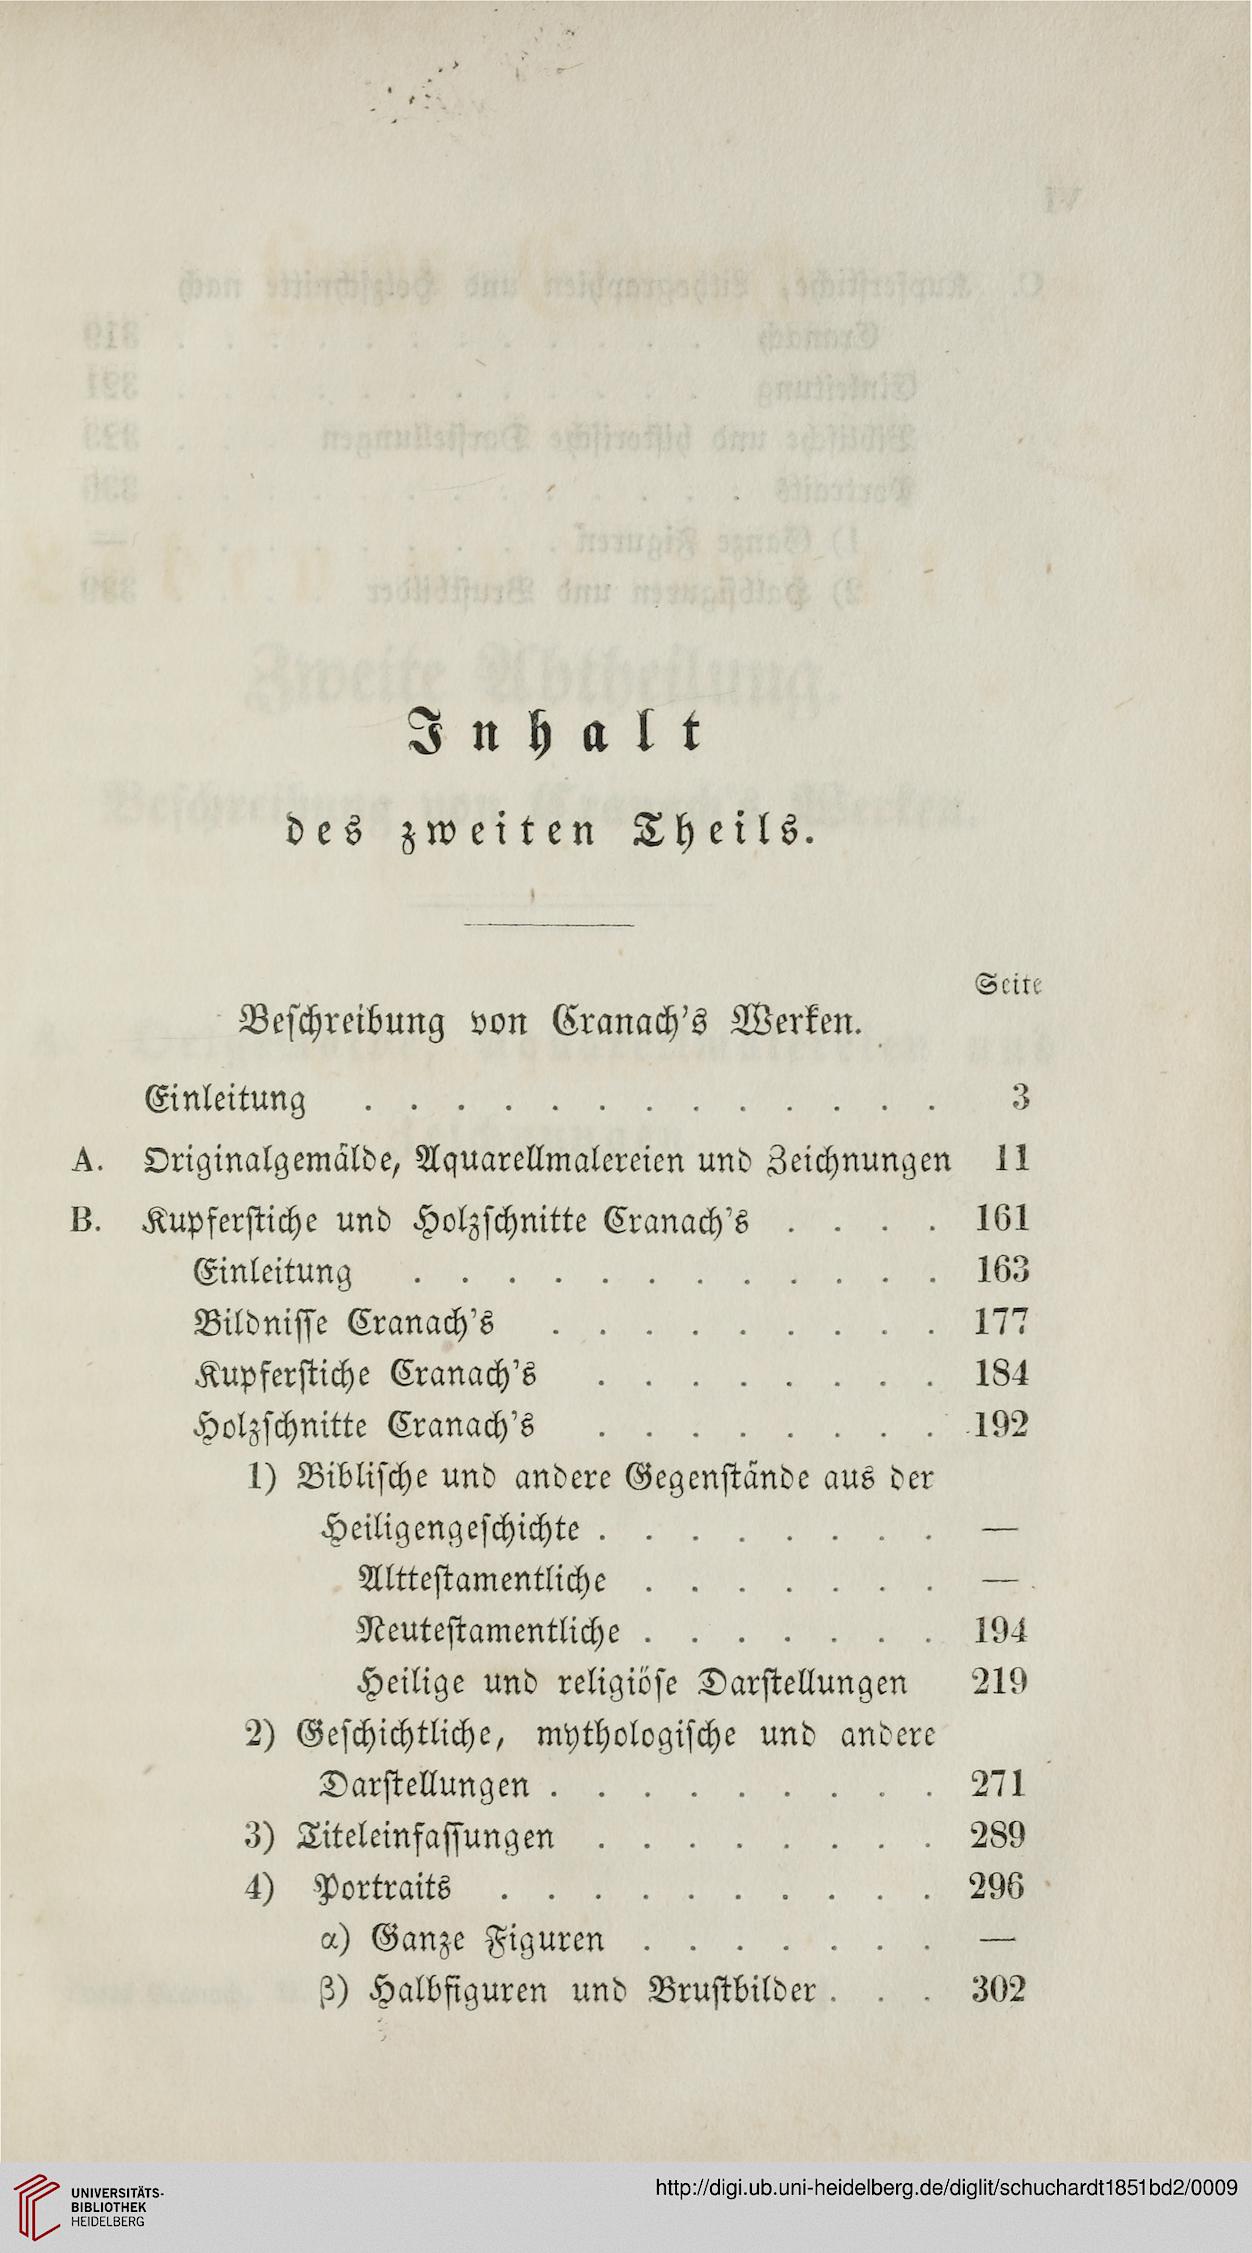 Inhalt
des zweiten Theils.
Seite
Beschreibung von Cranach's Werken.
Einleitung . . . . . . . . . . . . . 3
A. Originalgemälde, Aquarellmalereien und Zeichnungen 11
B. Kupferstiche und Holzschnitte Cranach's . . . . 161
Einleitung . . . . . . . . . . . . 163
Bildnisse Cranach's . . . . . . . . . 177
Kupferstiche Cranach's . . . . . . . . 184
Holzschnitte Cranach's . . . . . . . . 192
1) Biblische und andere Gegenstände aus der
Heiligengeschichte . . . . . . . . —
Alttestamentliche . . . . . . . —
Neutestamentliche . . . . . . . 194
Heilige und religiöse Darstellungen 219
2) Geschichtliche, mythologische und andere
Darstellungen . . . . . . . . . 271
3) Titeleinfassungen . . . . . . . . 289
4) Portraits . . . . . . . . . . 296
α) Ganze Figuren . . . . . . . —
β) Halbfiguren und Brustbilder . . . 302
UNIVERSITÄTS-
BIBLIOTHEK
HEIDELBERG
http://digi.ub.uni-heidelberg.de/diglit/schuchardt1851bd2/0009